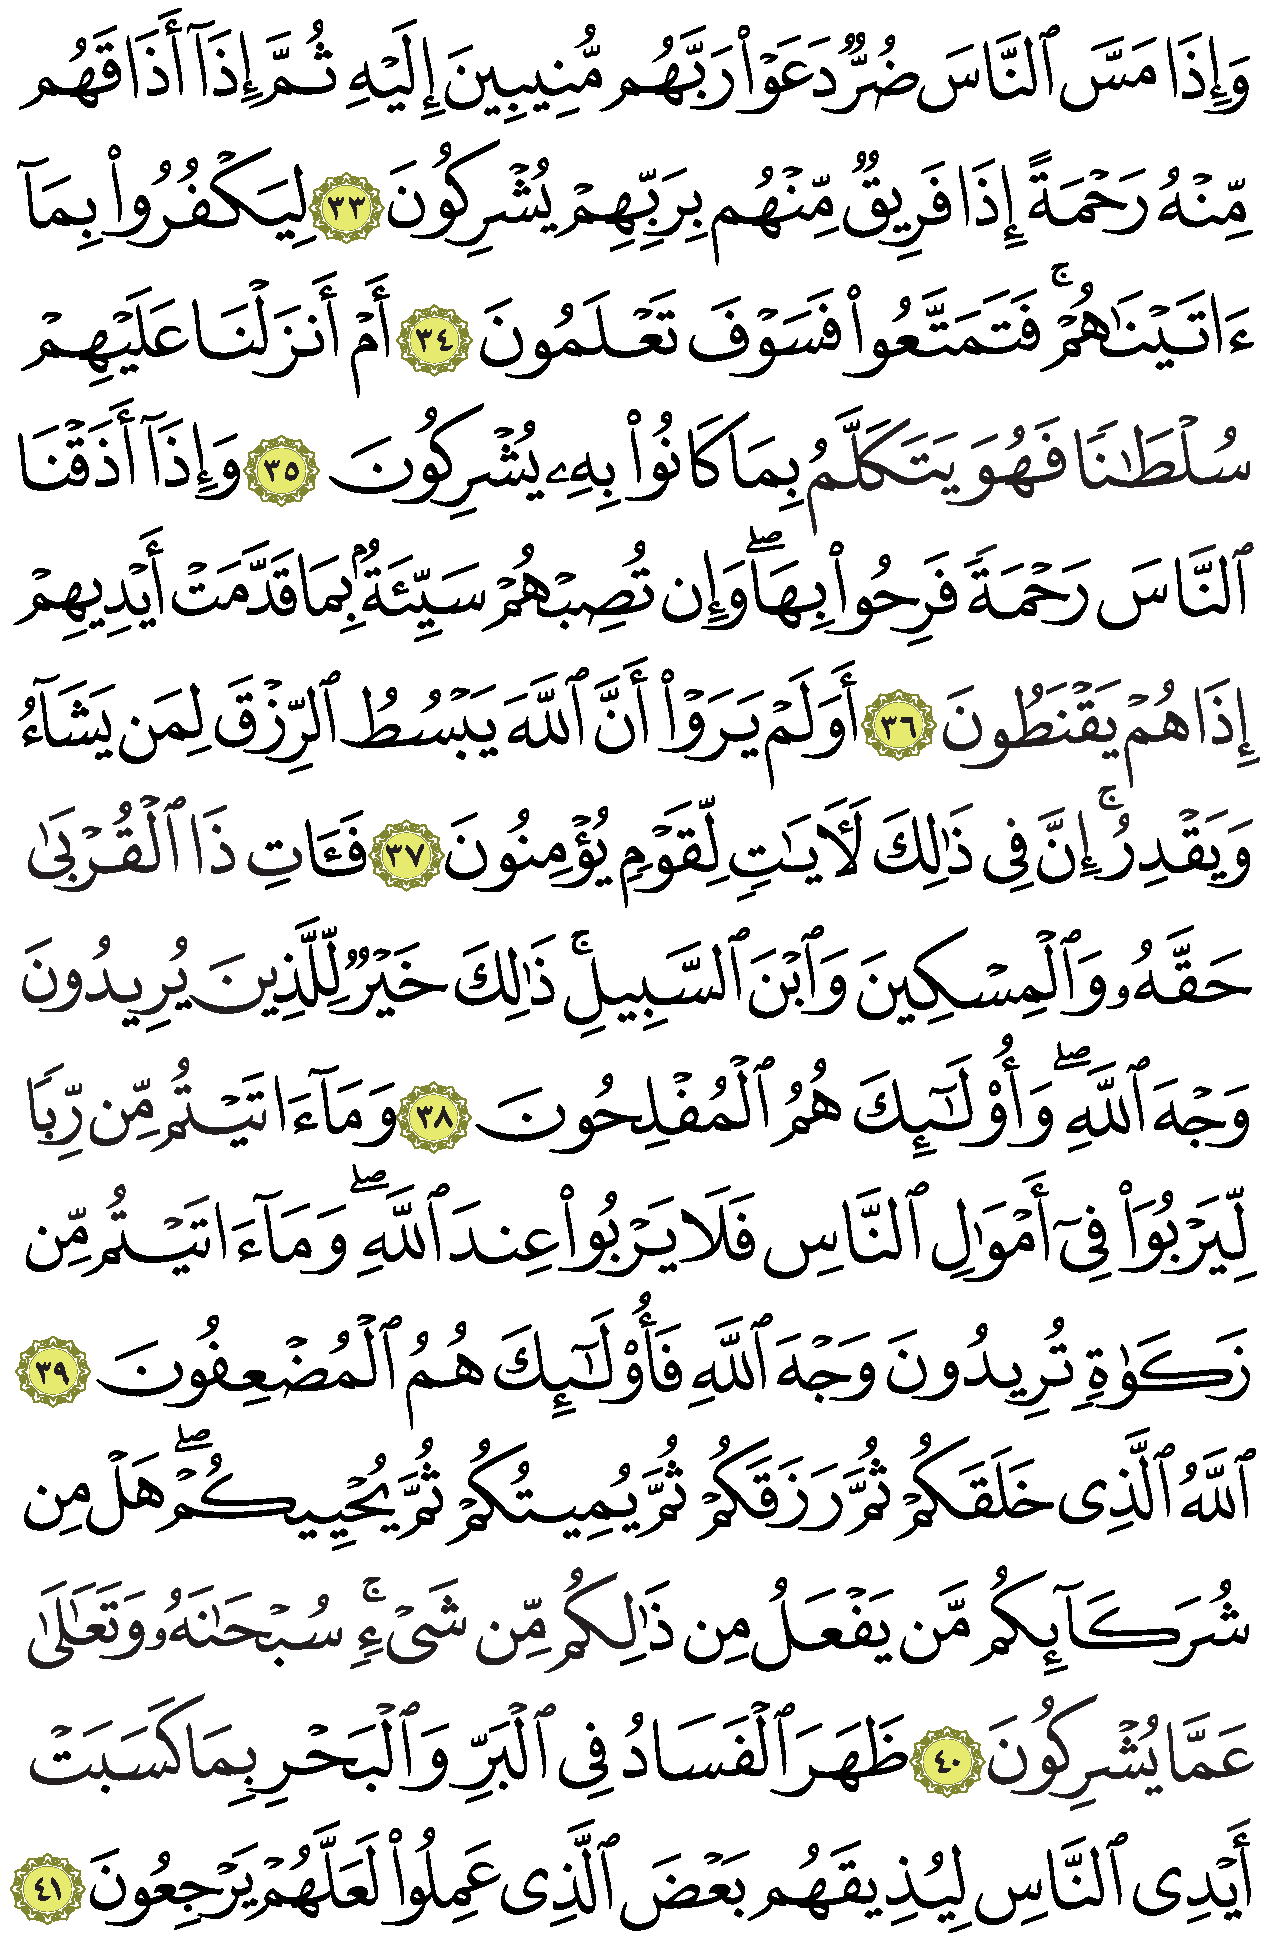 وَإِذَا مَسَّ ٱلنَّاسَ ضُرٌّ دَعَوْا۟ رَبَّهُم مُّنِيبِينَ إِلَيْهِ ثُمَّ إِذَآ أَذَاقَهُم
مِّنْهُ رَحْمَةً إِذَا فَرِيقٌ مِّنْهُم بِرَبِّهِمْ يُشْرِكُونَ ٣٣ لِيَكْفُرُوا۟ بِمَآ
ءَاتَيْنَـٰهُمْ ۚ فَتَمَتَّعُوا۟ فَسَوْفَ تَعْلَمُونَ ٣٤ أَمْ أَنزَلْنَا عَلَيْهِمْ
سُلْطَـٰنًا فَهُوَ يَتَكَلَّمُ بِمَا كَانُوا۟ بِهِۦ يُشْرِكُونَ ٣٥ وَإِذَآ أَذَقْنَا
ٱلنَّاسَ رَحْمَةً فَرِحُوا۟ بِهَا ۖ وَإِن تُصِبْهُمْ سَيِّئَةٌۢ بِمَا قَدَّمَتْ أَيْدِيهِمْ
إِذَا هُمْ يَقْنَطُونَ ٣٦ أَوَلَمْ يَرَوْا۟ أَنَّ ٱللَّهَ يَبْسُطُ ٱلرِّزْقَ لِمَن يَشَآءُ
وَيَقْدِرُ ۚ إِنَّ فِى ذَٰلِكَ لَـَٔايَـٰتٍ لِّقَوْمٍ يُؤْمِنُونَ ٣٧ فَـَٔاتِ ذَا ٱلْقُرْبَىٰ
حَقَّهُۥ وَٱلْمِسْكِينَ وَٱبْنَ ٱلسَّبِيلِ ۚ ذَٰلِكَ خَيْرٌ لِّلَّذِينَ يُرِيدُونَ
وَجْهَ ٱللَّهِ ۖ وَأُو۟لَـٰٓئِكَ هُمُ ٱلْمُفْلِحُونَ ٣٨ وَمَآ ءَاتَيْتُم مِّن رِّبًا
لِّيَرْبُوَا۟ فِىٓ أَمْوَٰلِ ٱلنَّاسِ فَلَا يَرْبُوا۟ عِندَ ٱللَّهِ ۖ وَمَآ ءَاتَيْتُم مِّن
زَكَوٰةٍ تُرِيدُونَ وَجْهَ ٱللَّهِ فَأُو۟لَـٰٓئِكَ هُمُ ٱلْمُضْعِفُونَ ٣٩
ٱللَّهُ ٱلَّذِى خَلَقَكُمْ ثُمَّ رَزَقَكُمْ ثُمَّ يُمِيتُكُمْ ثُمَّ يُحْيِيكُمْ ۖ هَلْ مِن
شُرَكَآئِكُم مَّن يَفْعَلُ مِن ذَٰلِكُم مِّن شَىْءٍ ۚ سُبْحَـٰنَهُۥ وَتَعَـٰلَىٰ
عَمَّا يُشْرِكُونَ ٤٠ ظَهَرَ ٱلْفَسَادُ فِى ٱلْبَرِّ وَٱلْبَحْرِ بِمَا كَسَبَتْ
أَيْدِى ٱلنَّاسِ لِيُذِيقَهُم بَعْضَ ٱلَّذِى عَمِلُوا۟ لَعَلَّهُمْ يَرْجِعُونَ ٤١